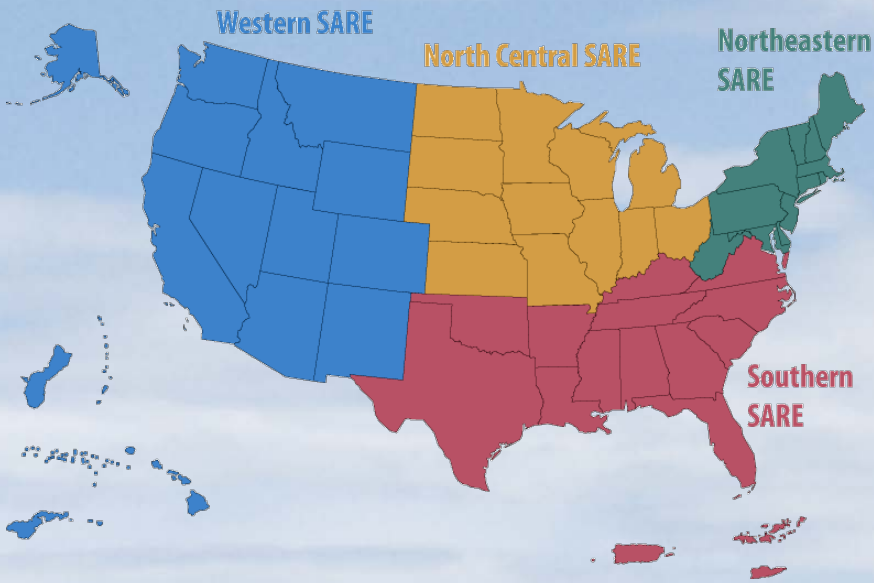 Western SARE
North Central SARE
Northeastern
SARE
Southern
SARE